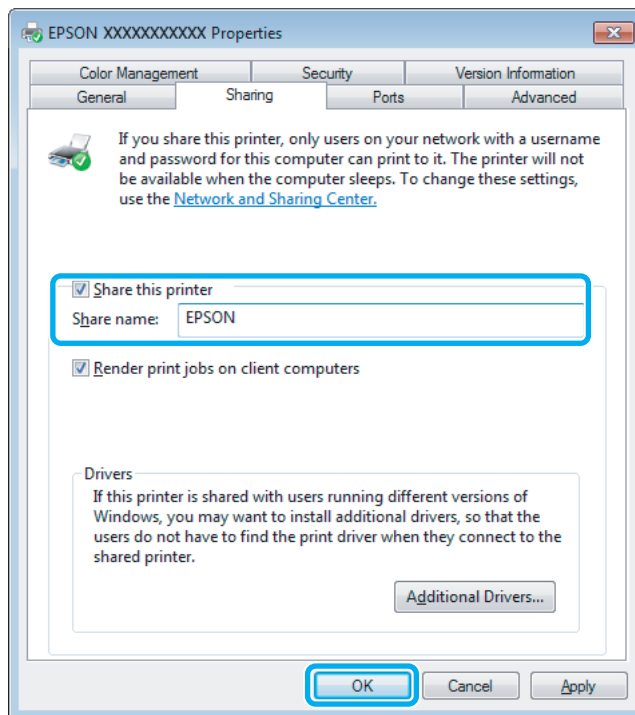 EPSON XXXXXXXXXXX Properties
Color Management Security Version Information
General Sharing Ports Advanced
If you share this printer, only users on your network with a username
and password for this computer can print to it. The printer will not
be available when the computer sleeps. To change these settings,
use the Network and Sharing Center.
Share this printer
Share name: EPSON
Render print jobs on client computers
Drivers
If this printer is shared with users running different versions of
Windows, you may want to install additional drivers, so that the
users do not have to find the print driver when they connect to the
shared printer.
Additional Drivers...
OK Cancel Apply